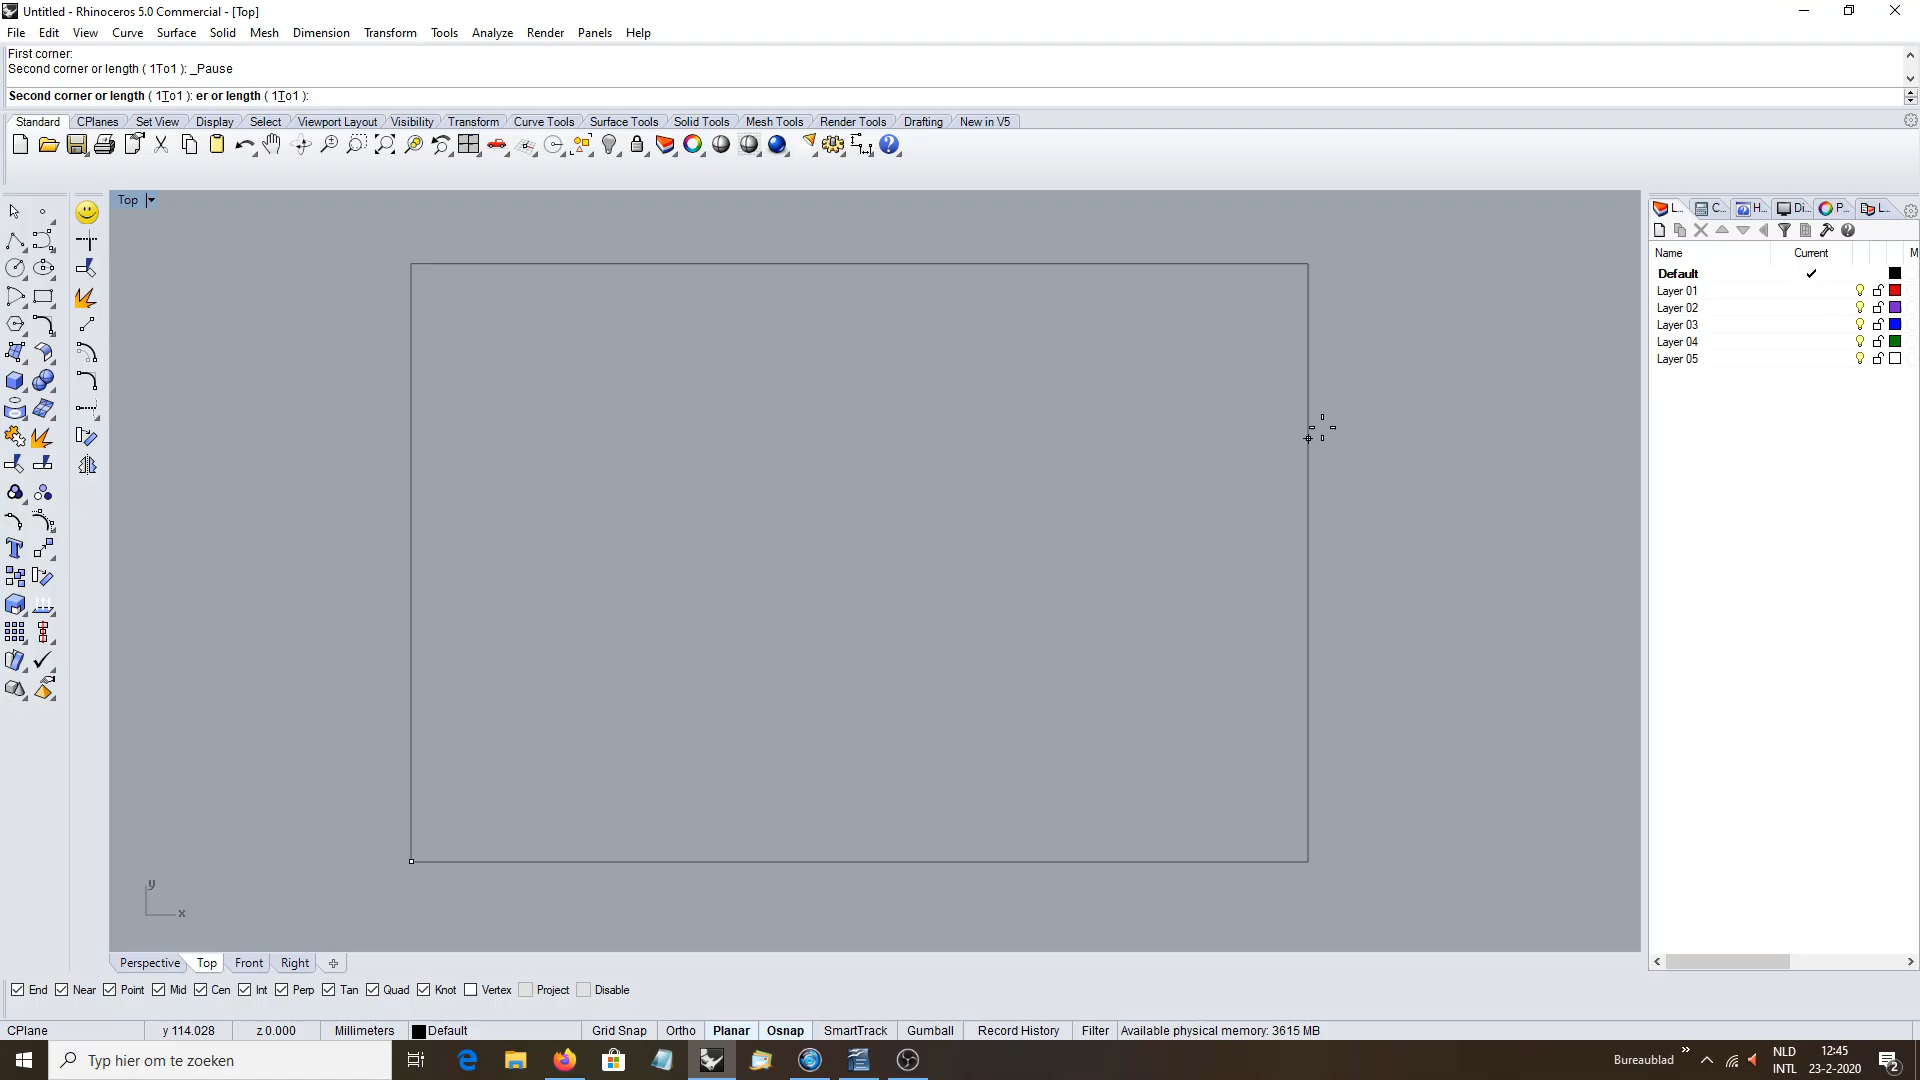 Untitled - Rhinoceros 5.0 Commercial - [Top]
File Edit View Curve Surface Solid Mesh Dimension Transform Tools Analyze Render Panels Help
First corner:
Second corner or length ( 1To1 ): _Pause
Second corner or length ( 1To1 ): er or length ( 1To1 ):
Standard CPlanes Set View Display Select Viewport Layout Visibility Transform Curve Tools Surface Tools Solid Tools Mesh Tools Render Tools Drafting New in V5
Top
L... C... H... Di... P... L...
Name Current M
Default
Layer 01
Layer 02
Layer 03
Layer 04
Layer 05
y
x
Perspective Top Front Right
End Near Point Mid Cen Int Perp Tan Quad Knot Vertex Project Disable
CPlane y 114.028 z 0.000 Millimeters Default Grid Snap Ortho Planar Osnap SmartTrack Gumball Record History Filter Available physical memory: 3615 MB
Typ hier om te zoeken
Bureaublad
NLD
INTL
12:45
23-2-2020
2